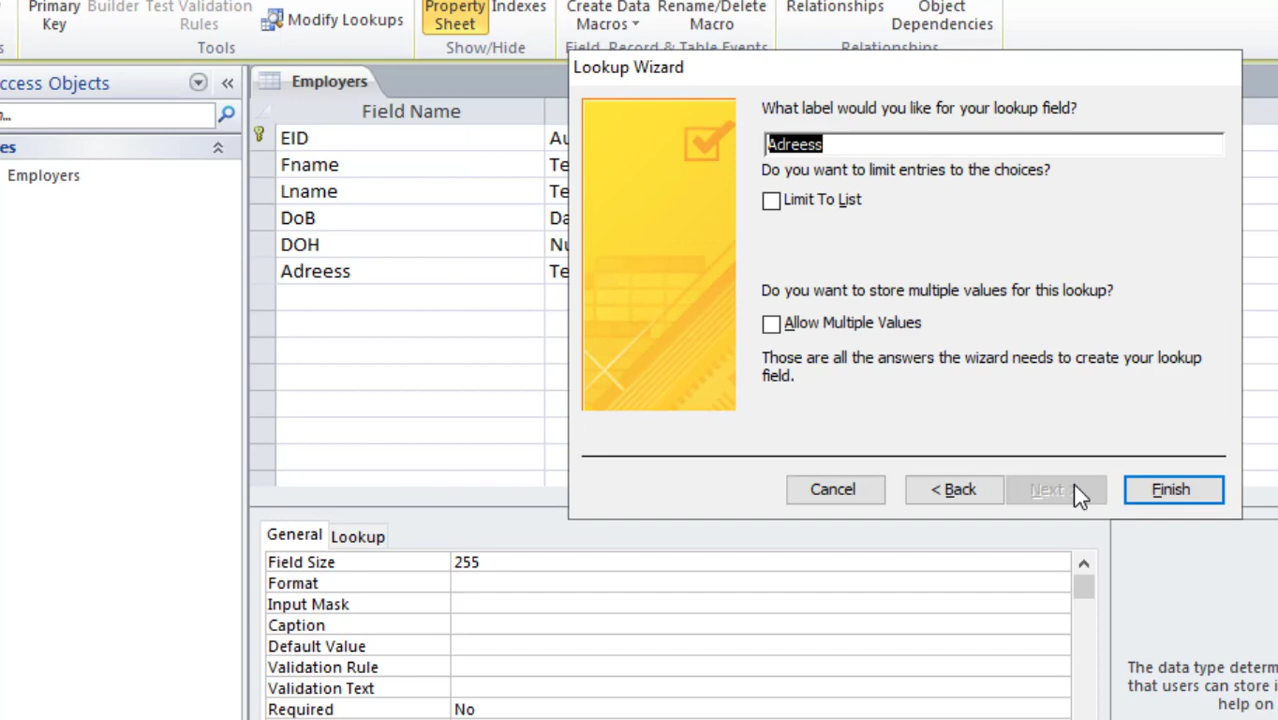 Primary Builder Test Validation Property Indexes Create Data Rename/Delete Relationships Object
Key Rules Modify Lookups Sheet Macros Macro Dependencies
Tools Show/Hide Field, Record & Table Events Relationships
ccess Objects «
Employers
Lookup Wizard
Field Name
What label would you like for your lookup field?
Adreess
Do you want to limit entries to the choices?
Limit To List
Do you want to store multiple values for this lookup?
Allow Multiple Values
Those are all the answers the wizard needs to create your lookup
field.
Cancel
< Back
Next >
Finish
es
Employers
EID Au
Fname Te
Lname Te
DoB Da
DOH Nu
Adreess Te
General Lookup
Field Size 255
Format
Input Mask
Caption
Default Value
Validation Rule
Validation Text
Required No
The data type determ
that users can store i
help on